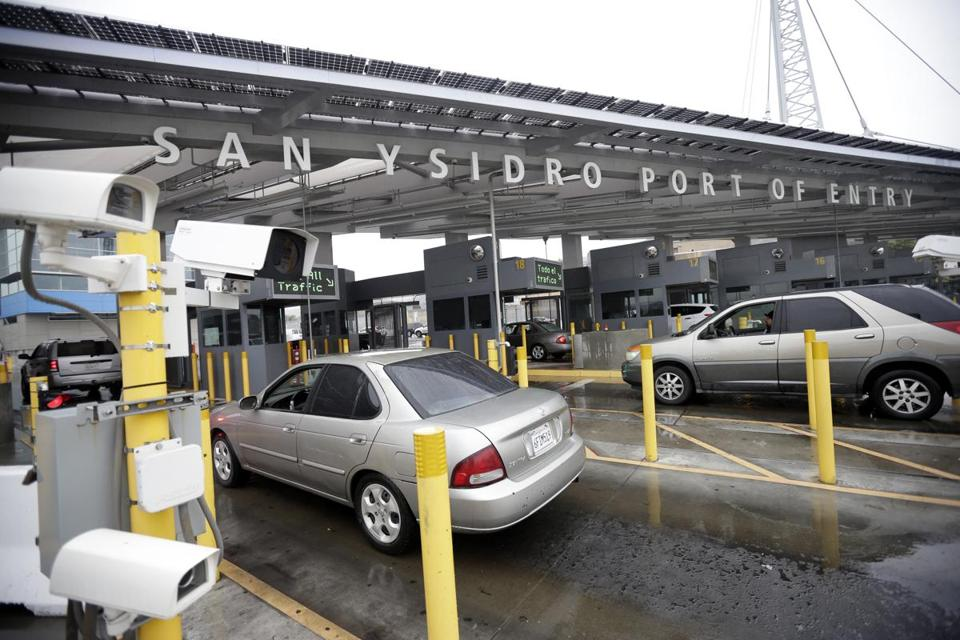 SAN YSIDRO PORT OF ENTRY
All
Traffic
18
Todo el
trafico
17
16